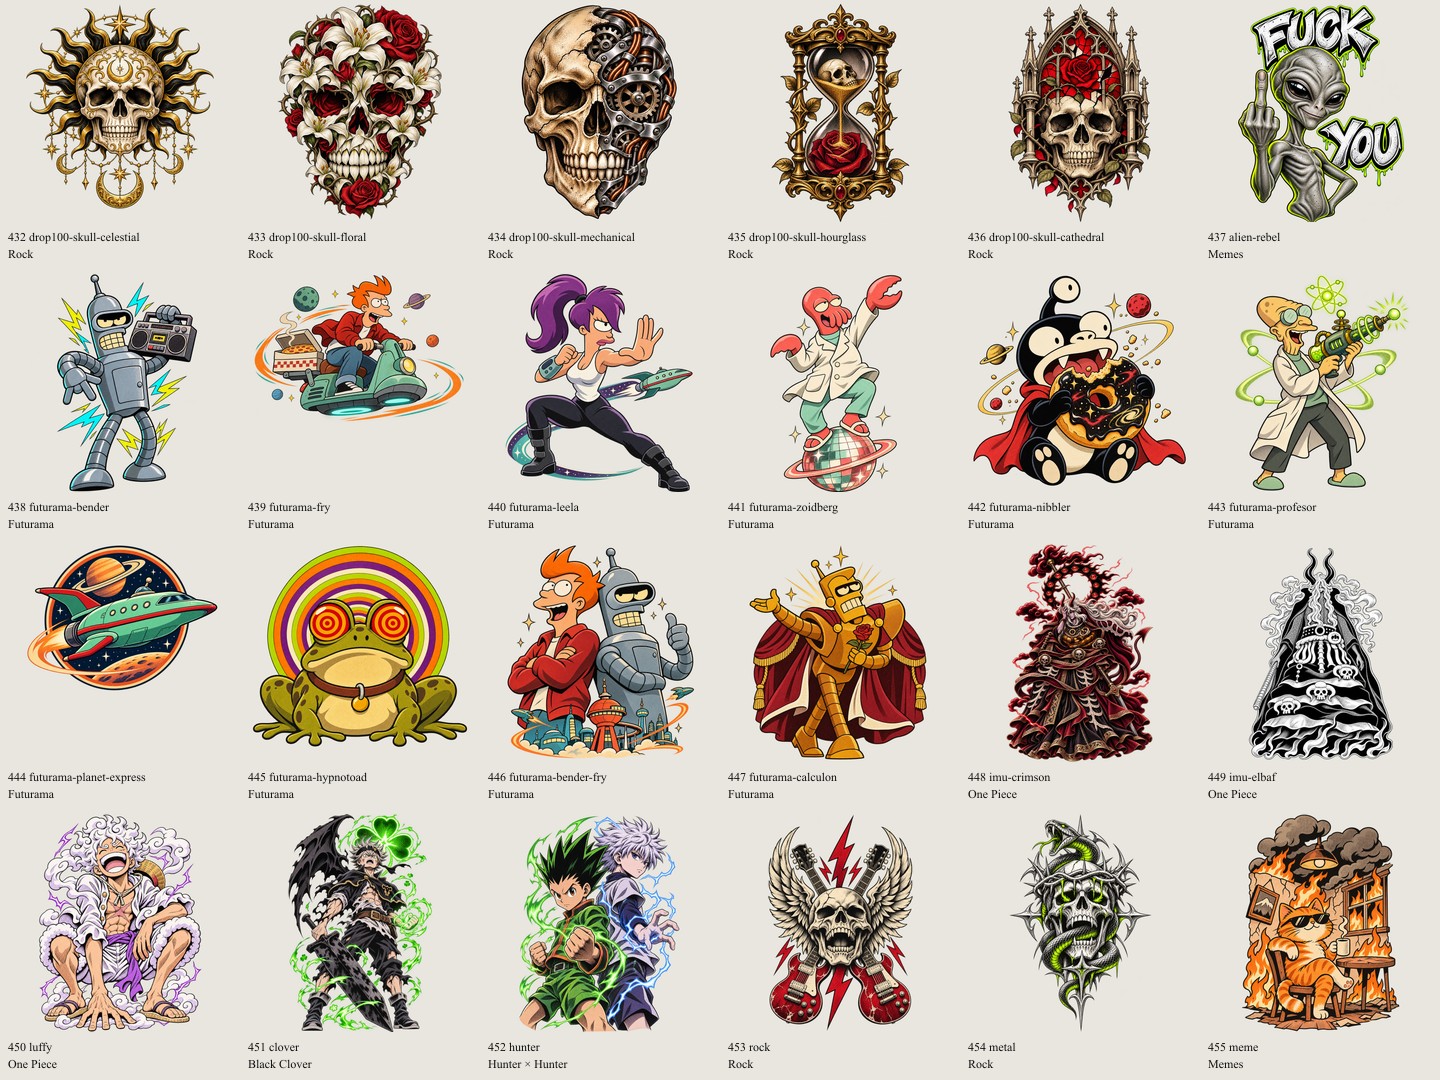 FUCK
YOU
432 drop100-skull-celestial
Rock
433 drop100-skull-floral
Rock
434 drop100-skull-mechanical
Rock
435 drop100-skull-hourglass
Rock
436 drop100-skull-cathedral
Rock
437 alien-rebel
Memes
438 futurama-bender
Futurama
439 futurama-fry
Futurama
440 futurama-leela
Futurama
441 futurama-zoidberg
Futurama
442 futurama-nibbler
Futurama
443 futurama-profesor
Futurama
444 futurama-planet-express
Futurama
445 futurama-hypnotoad
Futurama
446 futurama-bender-fry
Futurama
447 futurama-calculon
Futurama
448 imu-crimson
One Piece
449 imu-elbaf
One Piece
450 luffy
One Piece
451 clover
Black Clover
452 hunter
Hunter × Hunter
453 rock
Rock
454 metal
Rock
455 meme
Memes